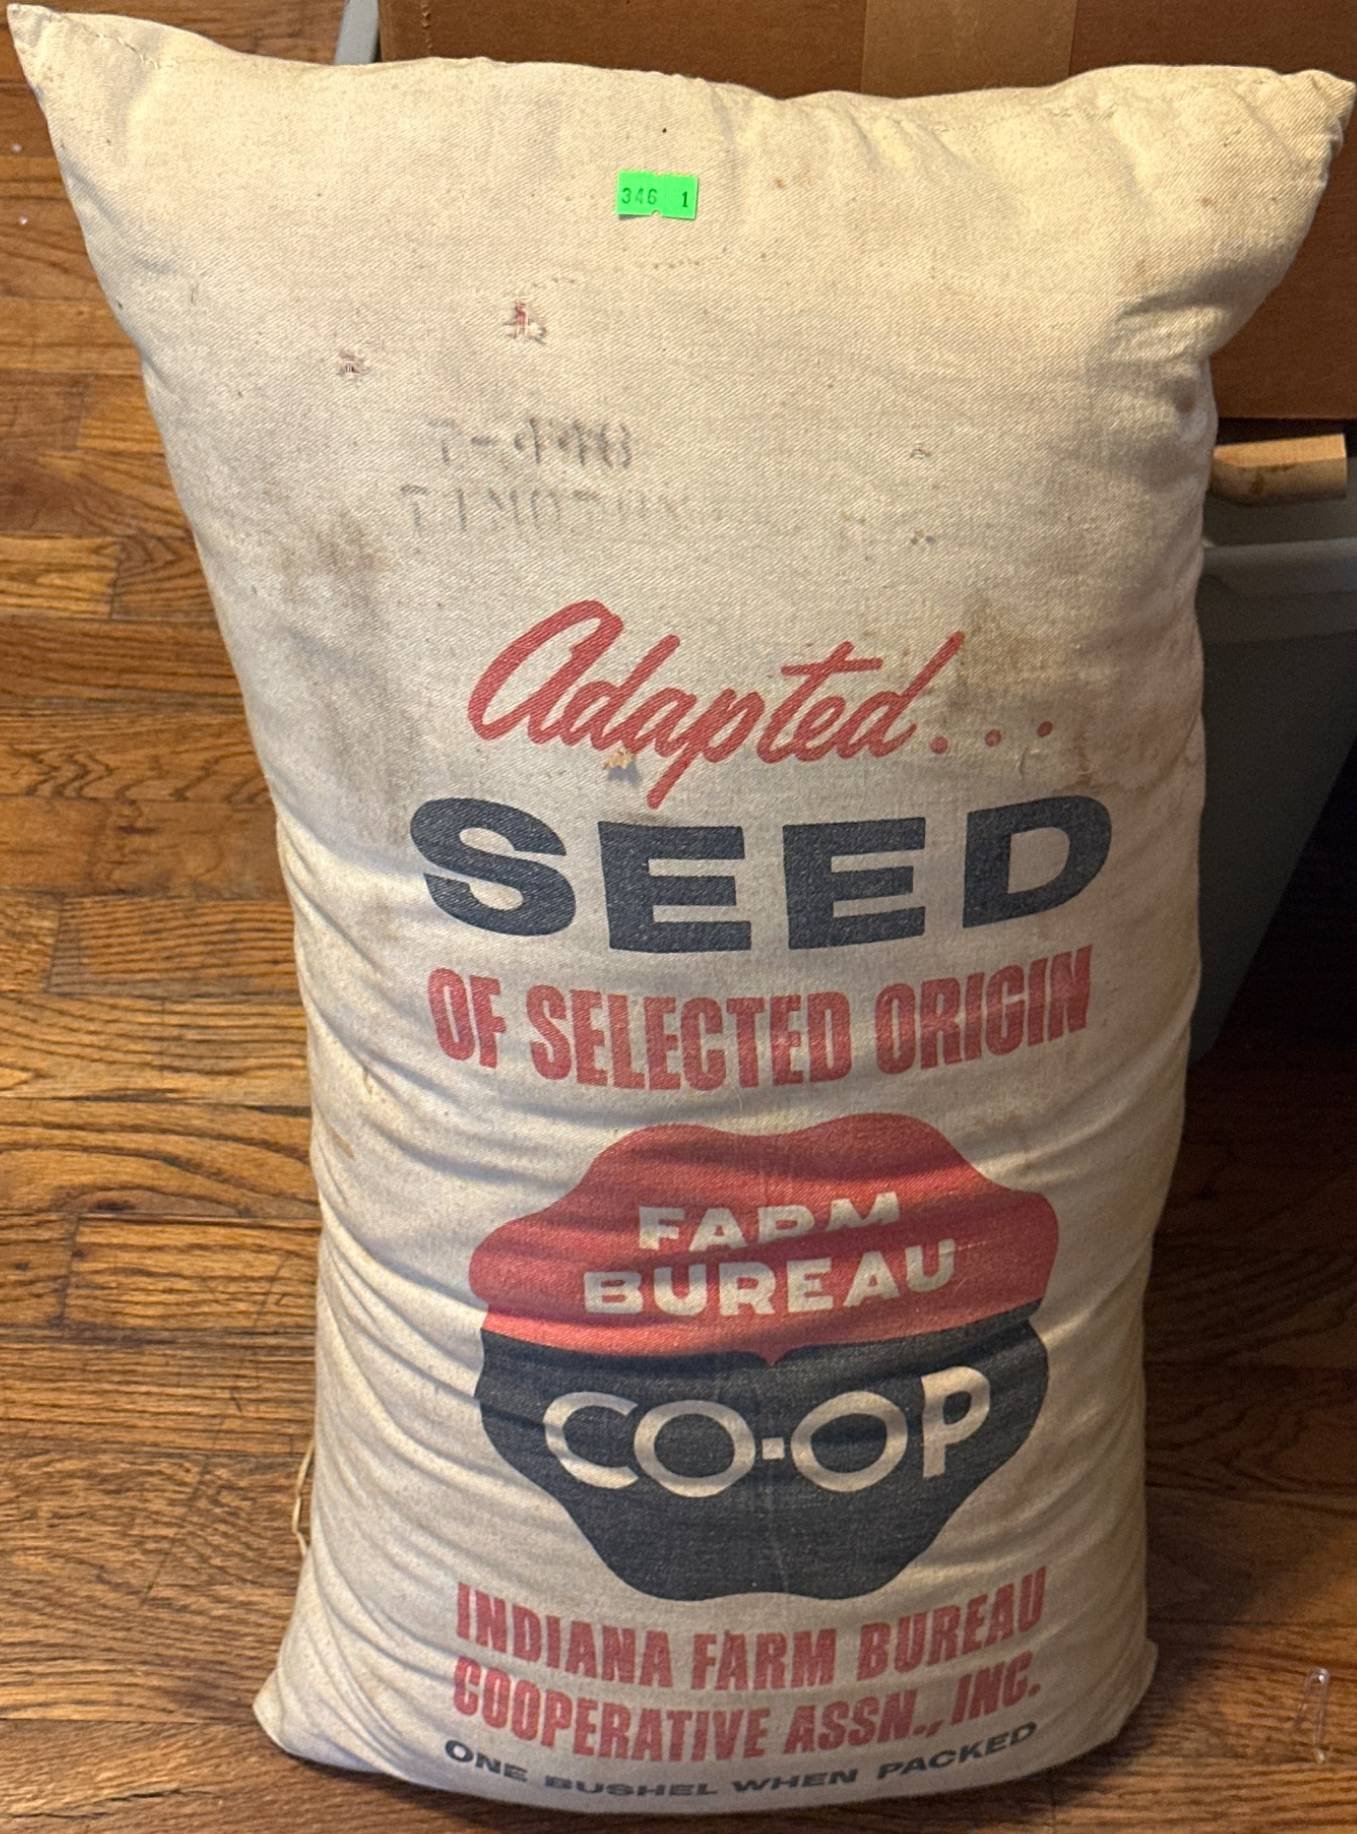 346 1
Adapted...
SEED
OF SELECTED ORIGIN
FARM
BUREAU
CO-OP
INDIANA FARM BUREAU
COOPERATIVE ASSN., INC.
ONE BUSHEL WHEN PACKED